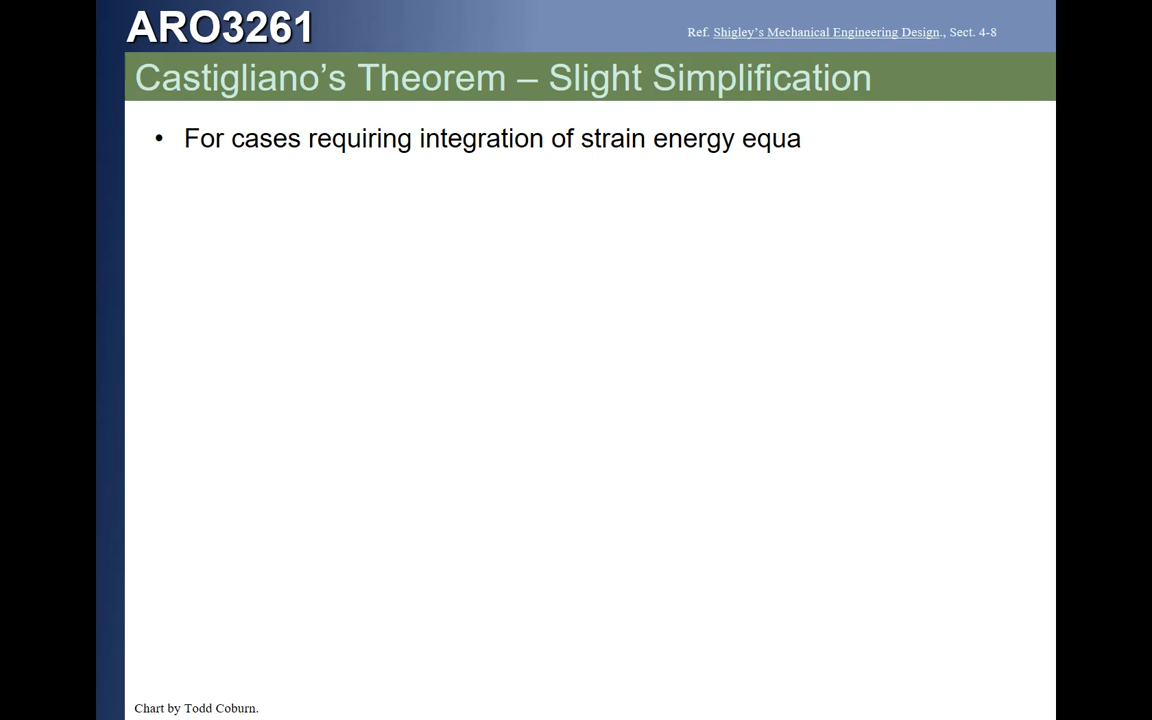 ARO3261
Ref. Shigley's Mechanical Engineering Design., Sect. 4-8
Castigliano's Theorem – Slight Simplification
• For cases requiring integration of strain energy equa
Chart by Todd Coburn.